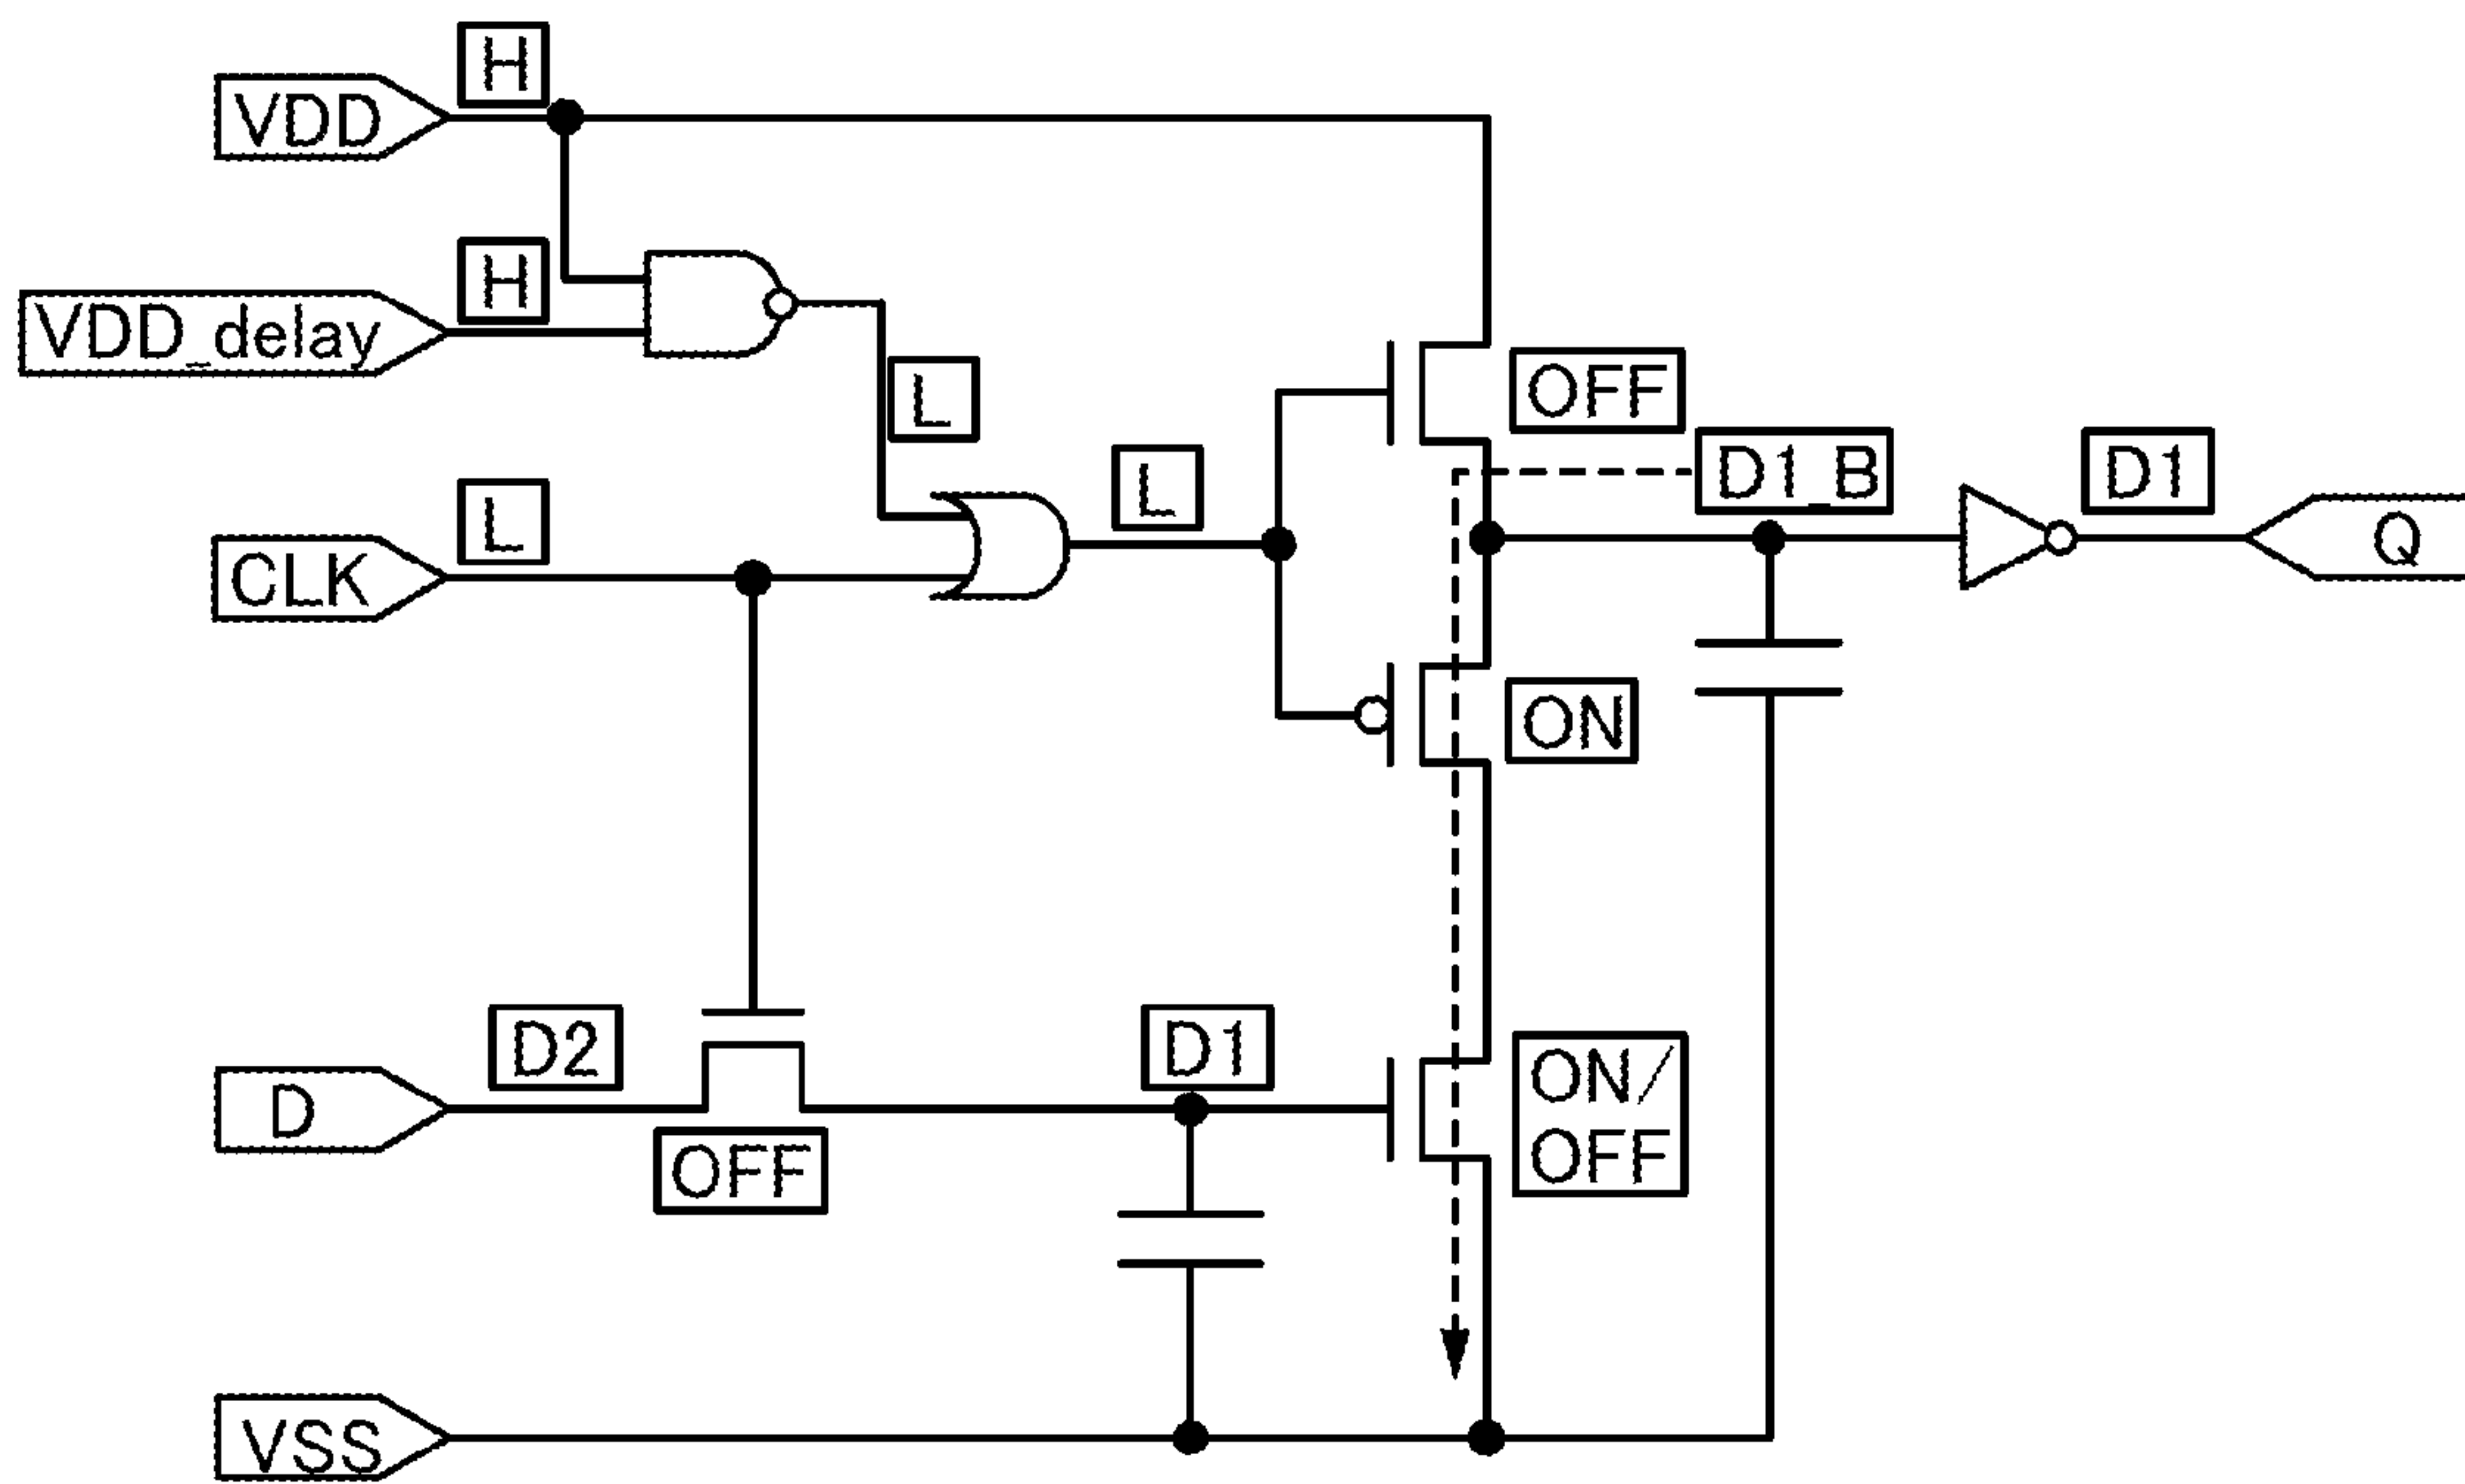 H
VDD
H
VDD_delay
L
OFF
L
D1_B
D1
L
CLK
Q
ON
D2
D1
ON/
OFF
D
OFF
VSS